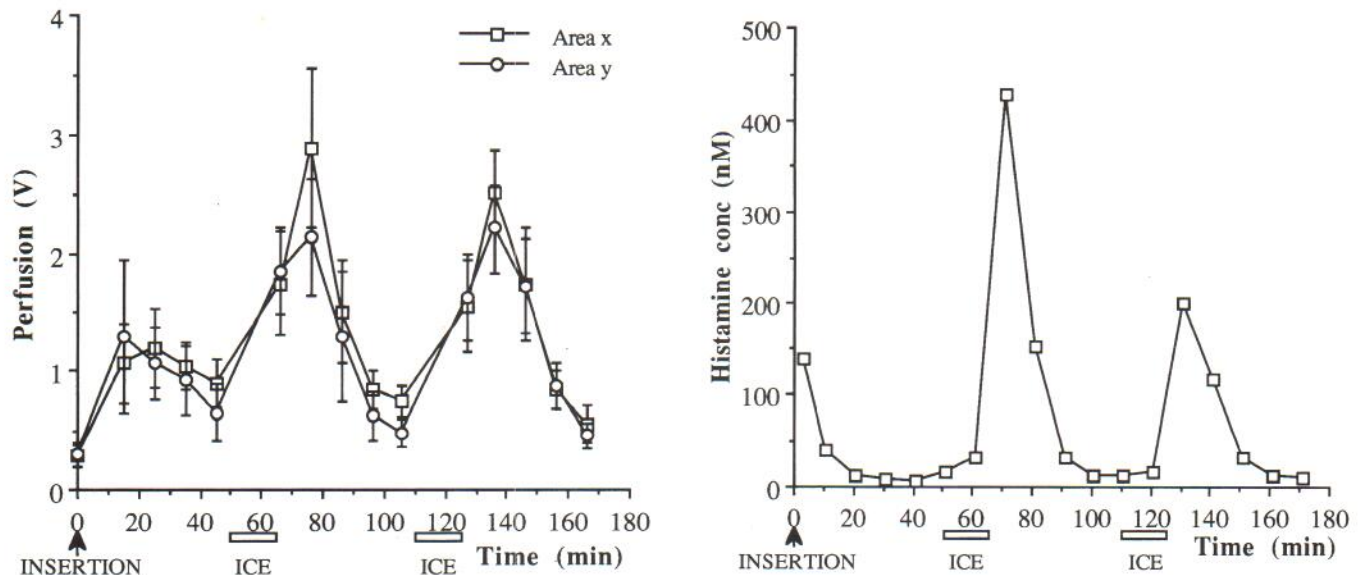 4
3
2
1
0
Perfusion (V)
Area x
Area y
0 20 40 60 80 100 120 140 160 180
INSERTION ICE ICE Time (min)
500
400
300
200
100
0
Histamine conc (nM)
0 20 40 60 80 100 120 140 160 180
INSERTION ICE ICE Time (min)